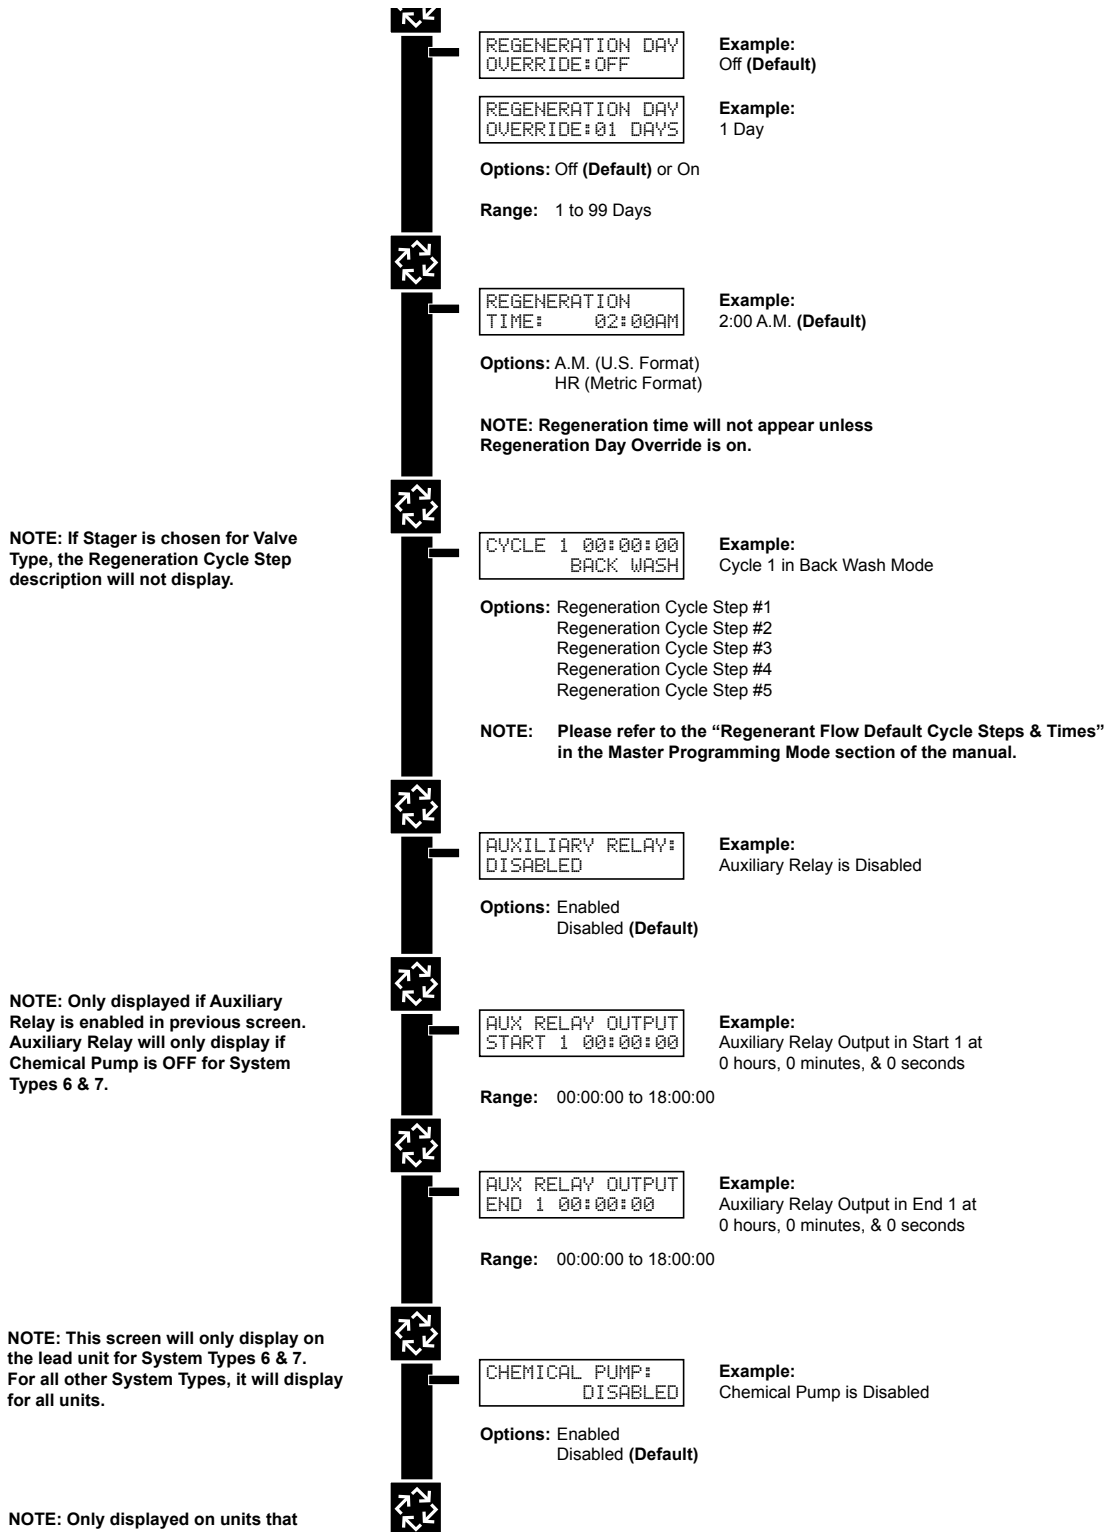 REGENERATION DAY
OVERRIDE:OFF
Example:
Off (Default)
REGENERATION DAY
OVERRIDE:01 DAYS
Example:
1 Day
Options: Off (Default) or On
Range: 1 to 99 Days
REGENERATION
TIME: 02:00AM
Example:
2:00 A.M. (Default)
Options: A.M. (U.S. Format)
HR (Metric Format)
NOTE: Regeneration time will not appear unless
Regeneration Day Override is on.
NOTE: If Stager is chosen for Valve
Type, the Regeneration Cycle Step
description will not display.
CYCLE 1 00:00:00
BACK WASH
Example:
Cycle 1 in Back Wash Mode
Options: Regeneration Cycle Step #1
Regeneration Cycle Step #2
Regeneration Cycle Step #3
Regeneration Cycle Step #4
Regeneration Cycle Step #5
NOTE: Please refer to the “Regenerant Flow Default Cycle Steps & Times”
in the Master Programming Mode section of the manual.
AUXILIARY RELAY:
DISABLED
Example:
Auxiliary Relay is Disabled
Options: Enabled
Disabled (Default)
NOTE: Only displayed if Auxiliary
Relay is enabled in previous screen.
Auxiliary Relay will only display if
Chemical Pump is OFF for System
Types 6 & 7.
AUX RELAY OUTPUT
START 1 00:00:00
Example:
Auxiliary Relay Output in Start 1 at
0 hours, 0 minutes, & 0 seconds
Range: 00:00:00 to 18:00:00
AUX RELAY OUTPUT
END 1 00:00:00
Example:
Auxiliary Relay Output in End 1 at
0 hours, 0 minutes, & 0 seconds
Range: 00:00:00 to 18:00:00
NOTE: This screen will only display on
the lead unit for System Types 6 & 7.
For all other System Types, it will display
for all units.
CHEMICAL PUMP:
DISABLED
Example:
Chemical Pump is Disabled
Options: Enabled
Disabled (Default)
NOTE: Only displayed on units that